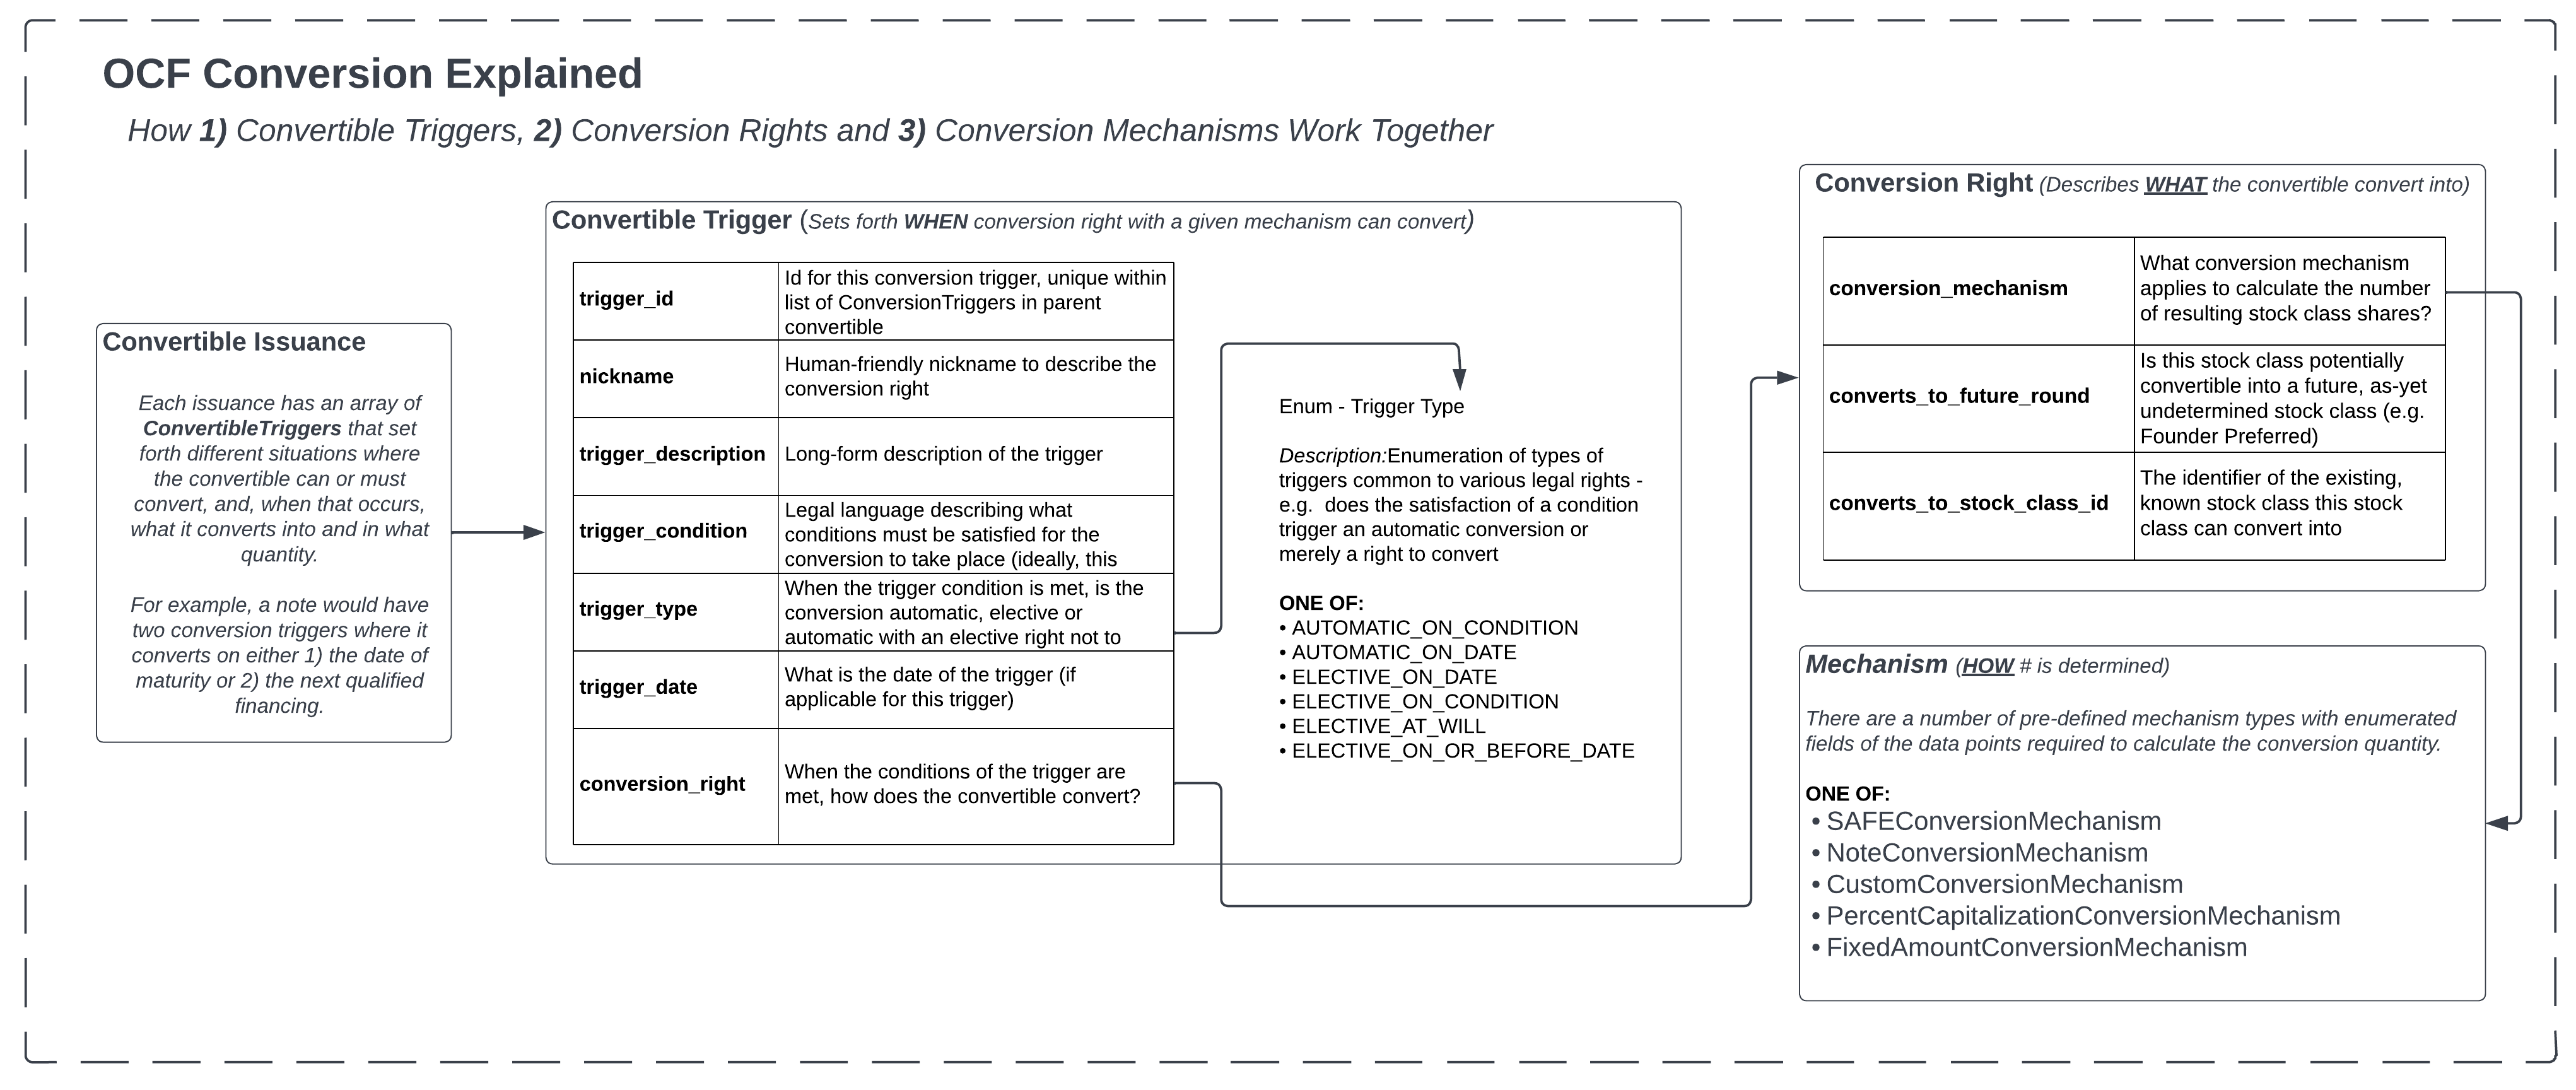 OCF Conversion Explained
How 1) Convertible Triggers, 2) Conversion Rights and 3) Conversion Mechanisms Work Together
Convertible Issuance
Each issuance has an array of
ConvertibleTriggers that set
forth different situations where
the convertible can or must
convert, and, when that occurs,
what it converts into and in what
quantity.
For example, a note would have
two conversion triggers where it
converts on either 1) the date of
maturity or 2) the next qualified
financing.
Convertible Trigger (Sets forth WHEN conversion right with a given mechanism can convert)
trigger_id
Id for this conversion trigger, unique within
list of ConversionTriggers in parent
convertible
nickname
Human-friendly nickname to describe the
conversion right
trigger_description
Long-form description of the trigger
trigger_condition
Legal language describing what
conditions must be satisfied for the
conversion to take place (ideally, this
trigger_type
When the trigger condition is met, is the
conversion automatic, elective or
automatic with an elective right not to
trigger_date
What is the date of the trigger (if
applicable for this trigger)
conversion_right
When the conditions of the trigger are
met, how does the convertible convert?
Enum - Trigger Type
Description:Enumeration of types of
triggers common to various legal rights -
e.g.  does the satisfaction of a condition
trigger an automatic conversion or
merely a right to convert
ONE OF:
• AUTOMATIC_ON_CONDITION
• AUTOMATIC_ON_DATE
• ELECTIVE_ON_DATE
• ELECTIVE_ON_CONDITION
• ELECTIVE_AT_WILL
• ELECTIVE_ON_OR_BEFORE_DATE
Conversion Right (Describes WHAT the convertible convert into)
conversion_mechanism
What conversion mechanism
applies to calculate the number
of resulting stock class shares?
converts_to_future_round
Is this stock class potentially
convertible into a future, as-yet
undetermined stock class (e.g.
Founder Preferred)
converts_to_stock_class_id
The identifier of the existing,
known stock class this stock
class can convert into
Mechanism (HOW # is determined)
There are a number of pre-defined mechanism types with enumerated
fields of the data points required to calculate the conversion quantity.
ONE OF:
• SAFEConversionMechanism
• NoteConversionMechanism
• CustomConversionMechanism
• PercentCapitalizationConversionMechanism
• FixedAmountConversionMechanism